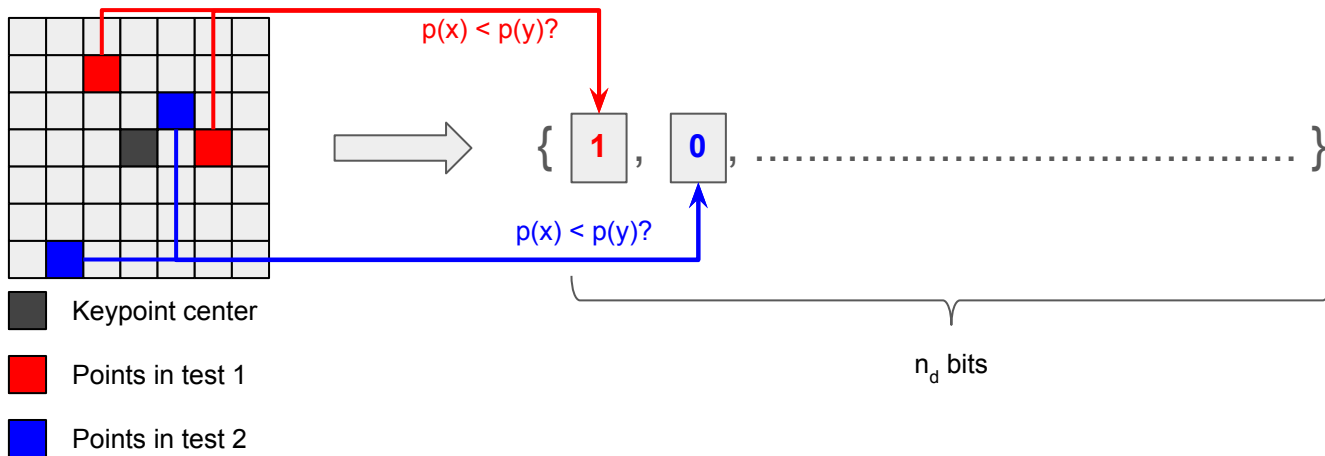 p(x) < p(y)?
{ 1 , 0 , ........................................ }
p(x) < p(y)?
Keypoint center
n_d bits
Points in test 1
Points in test 2